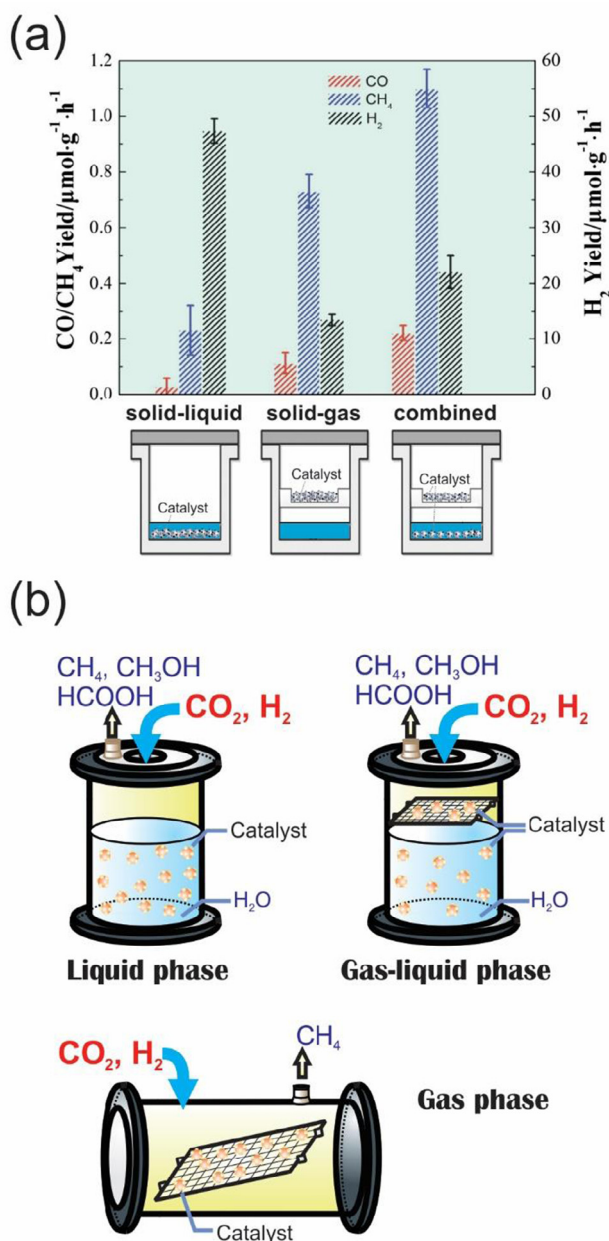 (a)
CO/CH₄ Yield/μmol·g⁻¹·h⁻¹
1.2
1.0
0.8
0.6
0.4
0.2
0.0
CO
CH₄
H₂
60
50
40
30
20
10
0
H₂ Yield/μmol·g⁻¹·h⁻¹
solid-liquid solid-gas combined
Catalyst
Catalyst
Catalyst
(b)
CH₄, CH₃OH
HCOOH
CO₂, H₂
Catalyst
H₂O
Liquid phase
CH₄, CH₃OH
HCOOH
CO₂, H₂
Catalyst
H₂O
Gas-liquid phase
CO₂, H₂
CH₄
Gas phase
Catalyst